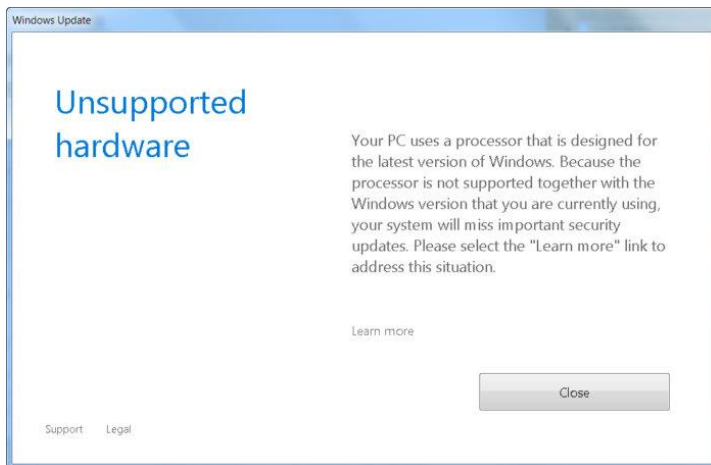 Windows Update
Unsupported
hardware
Your PC uses a processor that is designed for
the latest version of Windows. Because the
processor is not supported together with the
Windows version that you are currently using,
your system will miss important security
updates. Please select the "Learn more" link to
address this situation.
Learn more
Close
Support Legal